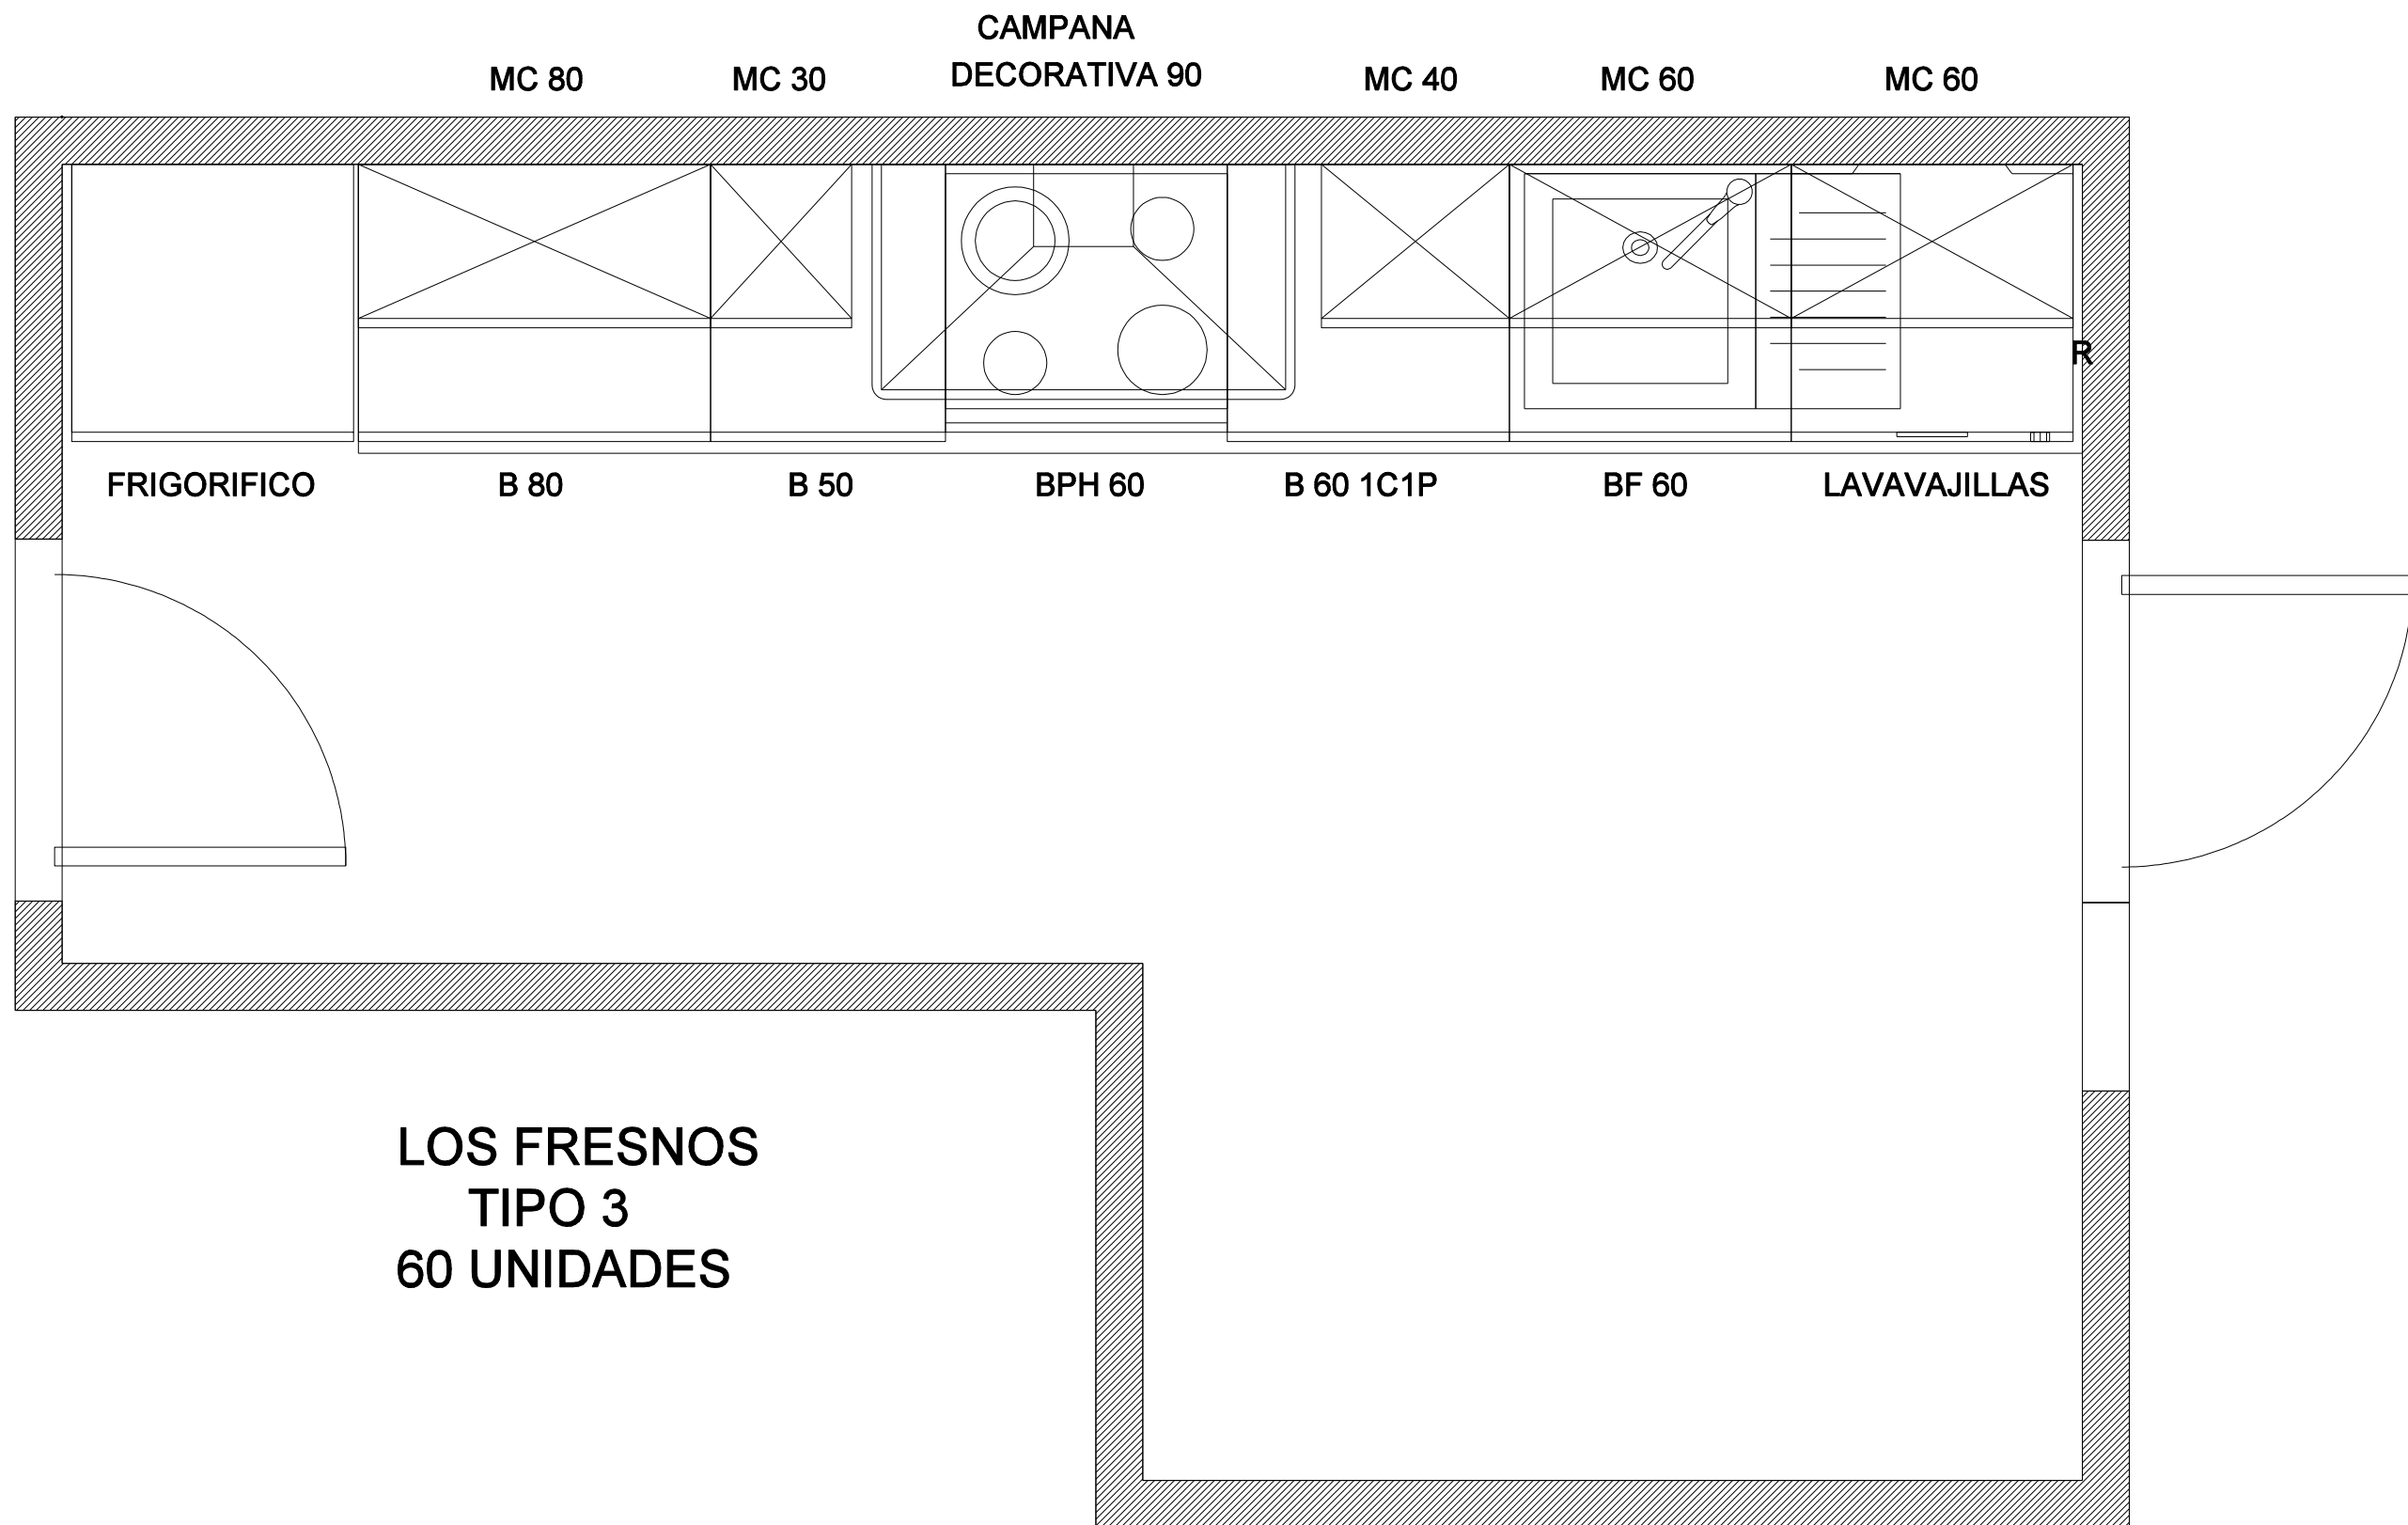 CAMPANA
MC 80 MC 30 DECORATIVA 90 MC 40 MC 60 MC 60
R
FRIGORIFICO B 80 B 50 BPH 60 B 60 1C1P BF 60 LAVAVAJILLAS
LOS FRESNOS
TIPO 3
60 UNIDADES